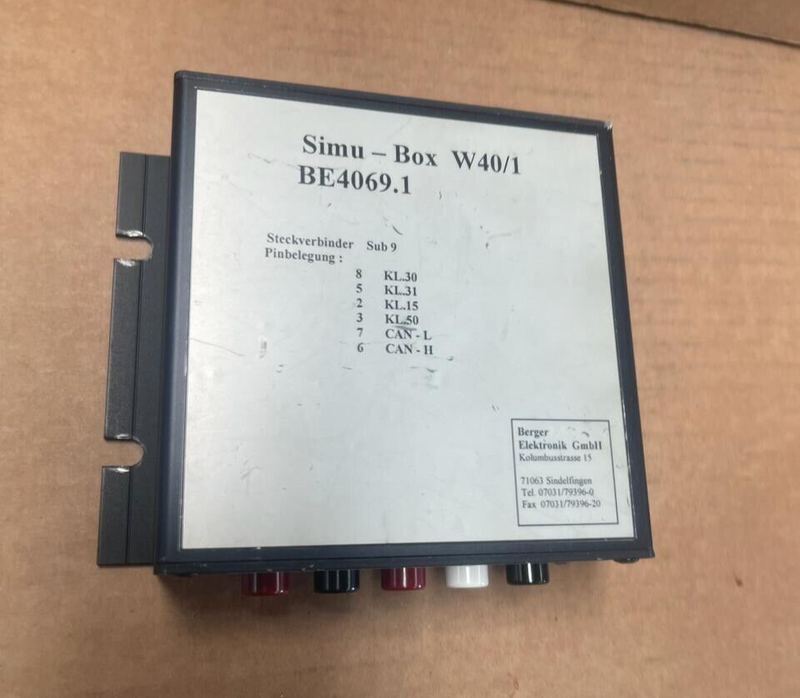 Simu – Box W40/1
BE4069.1
Steckverbinder Sub 9
Pinbelegung :
8 KL.30
5 KL.31
2 KL.15
3 KL.50
7 CAN - L
6 CAN - H
Berger
Elektronik GmbH
Kolumbusstrasse 15
71063 Sindelfingen
Tel. 07031/79396-0
Fax 07031/79396-20